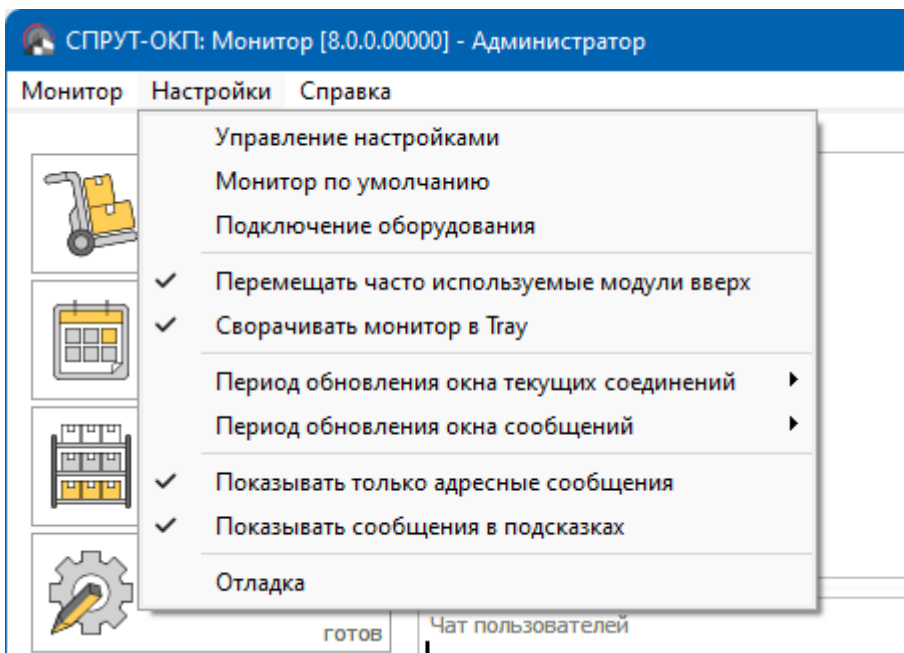 СПРУТ-ОКП: Монитор [8.0.0.00000] - Администратор
Монитор Настройки Справка
Управление настройками
Монитор по умолчанию
Подключение оборудования
Перемещать часто используемые модули вверх
Сворачивать монитор в Tray
Период обновления окна текущих соединений
Период обновления окна сообщений
Показывать только адресные сообщения
Показывать сообщения в подсказках
Отладка
готов
Чат пользователей